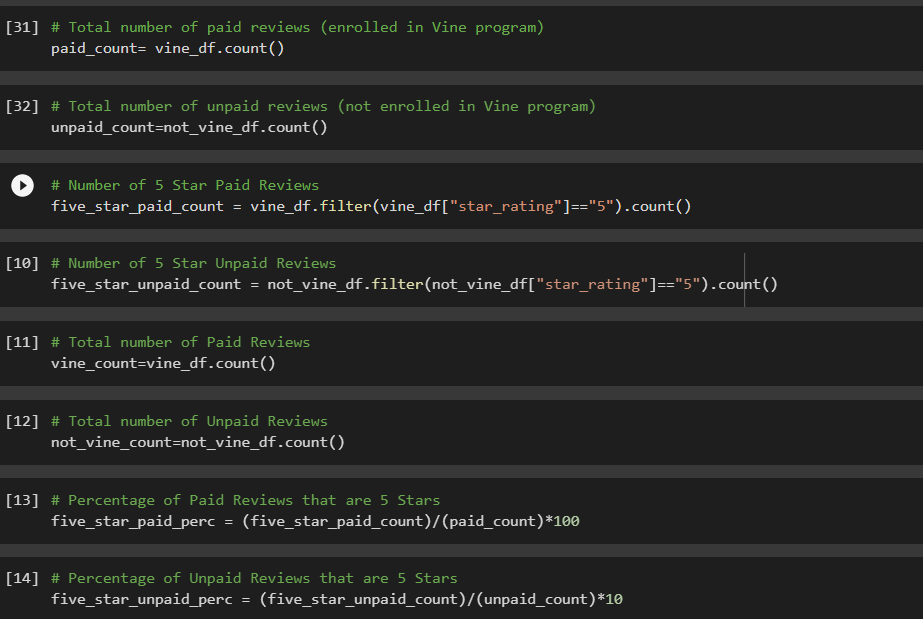 [31] # Total number of paid reviews (enrolled in Vine program)
paid_count= vine_df.count()
[32] # Total number of unpaid reviews (not enrolled in Vine program)
unpaid_count=not_vine_df.count()
# Number of 5 Star Paid Reviews
five_star_paid_count = vine_df.filter(vine_df["star_rating"]=="5").count()
[10] # Number of 5 Star Unpaid Reviews
five_star_unpaid_count = not_vine_df.filter(not_vine_df["star_rating"]=="5").count()
[11] # Total number of Paid Reviews
vine_count=vine_df.count()
[12] # Total number of Unpaid Reviews
not_vine_count=not_vine_df.count()
[13] # Percentage of Paid Reviews that are 5 Stars
five_star_paid_perc = (five_star_paid_count)/(paid_count)*100
[14] # Percentage of Unpaid Reviews that are 5 Stars
five_star_unpaid_perc = (five_star_unpaid_count)/(unpaid_count)*10